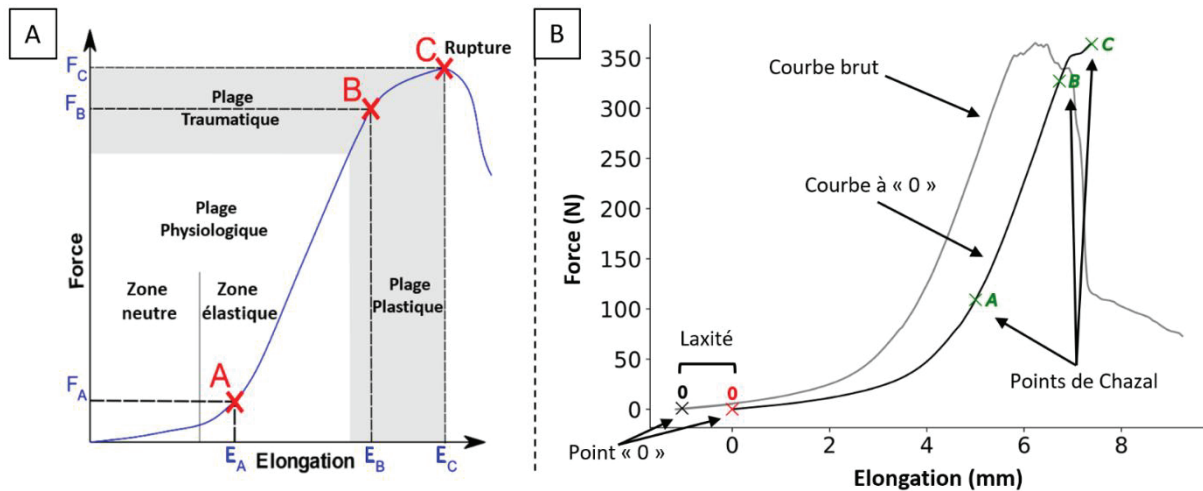 A
C
Rupture
F_C
B
F_B
Plage
Traumatique
Plage
Physiologique
Force
Zone
neutre
Zone
élastique
Plage
Plastique
A
F_A
E_A
Elongation
E_B
E_C
B
350
300
250
200
150
100
50
0
Force (N)
Courbe brut
C
B
Courbe à « 0 »
A
Laxité
0
0
Points de Chazal
Point « 0 »
0
2
4
6
8
Elongation (mm)